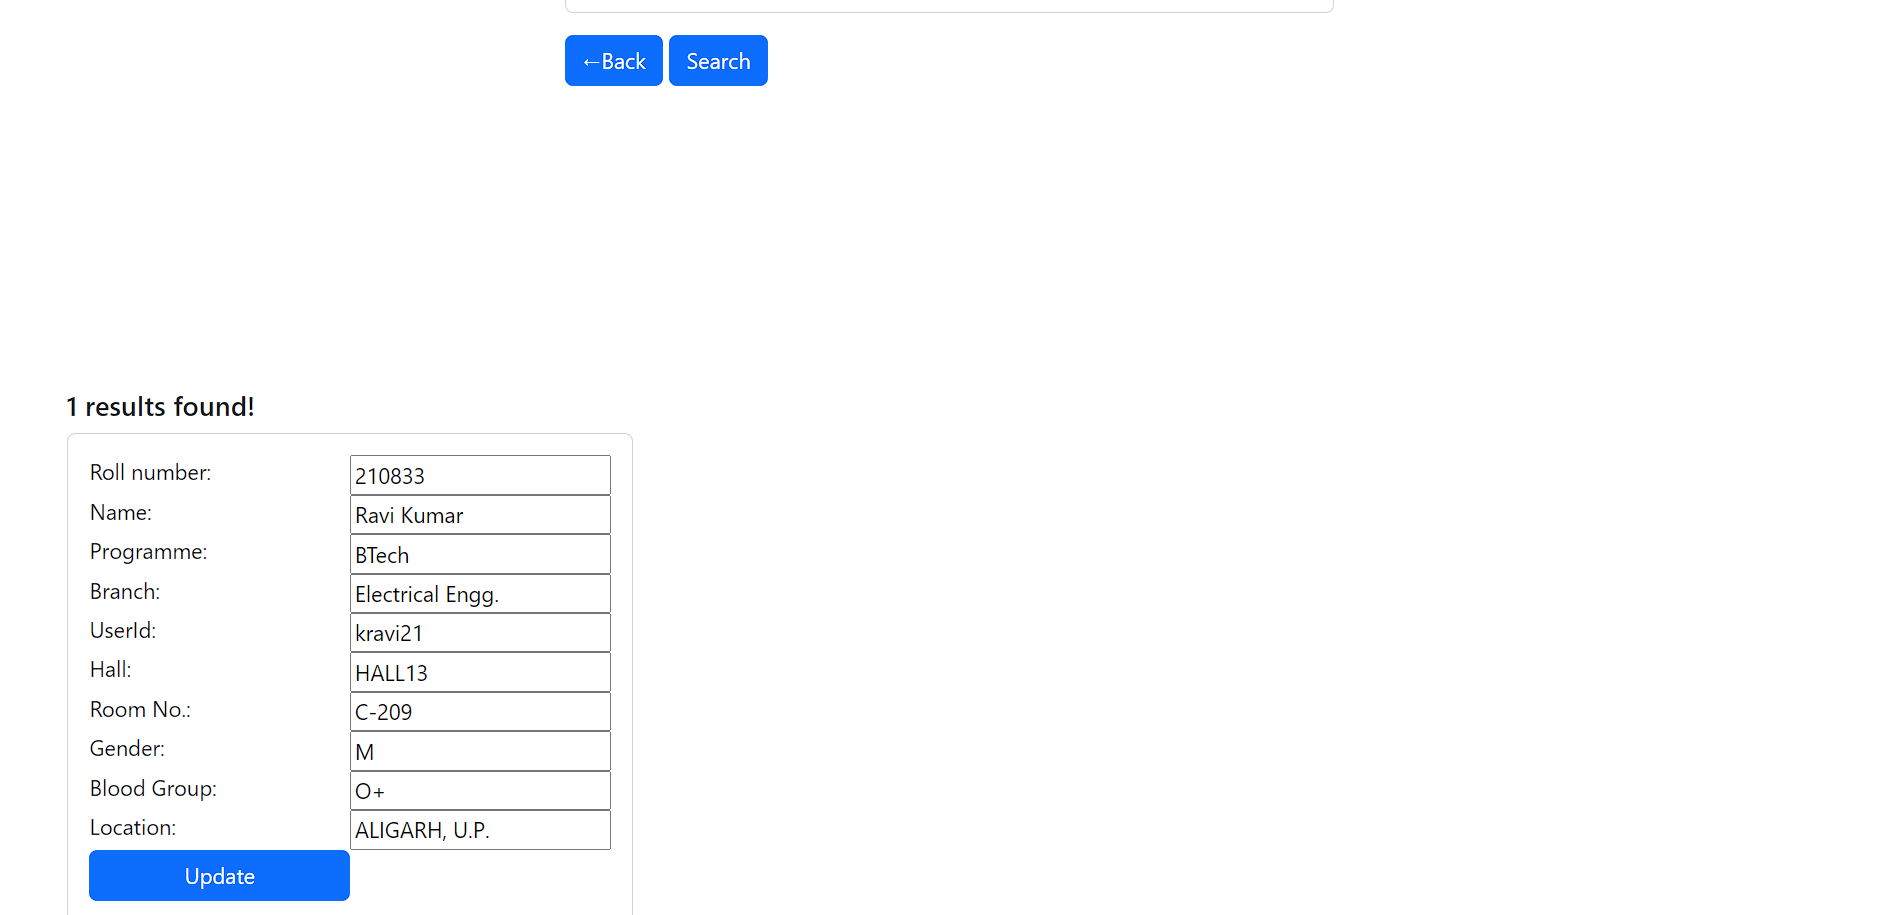 ←Back Search
1 results found!
Roll number: 210833
Name: Ravi Kumar
Programme: BTech
Branch: Electrical Engg.
UserId: kravi21
Hall: HALL13
Room No.: C-209
Gender: M
Blood Group: O+
Location: ALIGARH, U.P.
Update